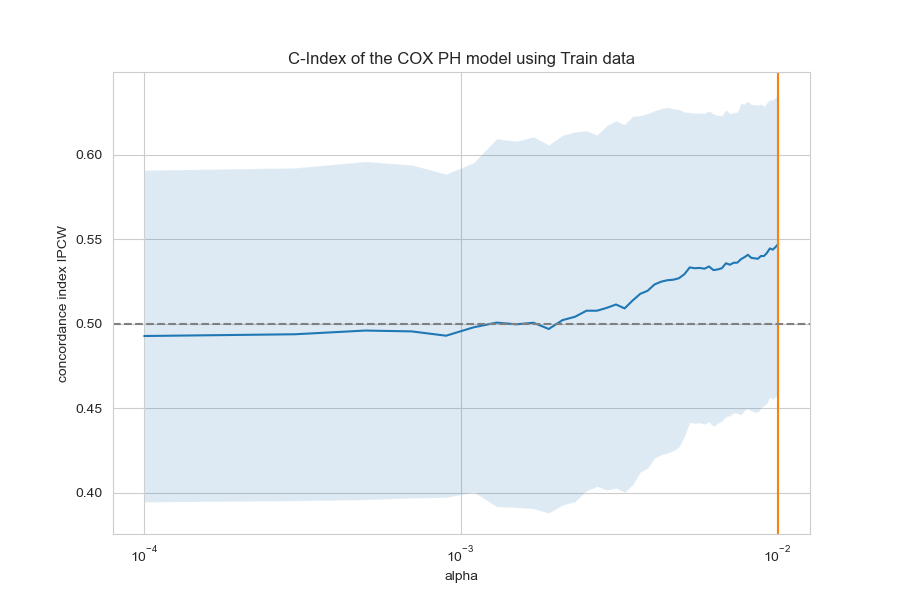 C-Index of the COX PH model using Train data
concordance index IPCW
0.60
0.55
0.50
0.45
0.40
10⁻⁴ 10⁻³ 10⁻²
alpha